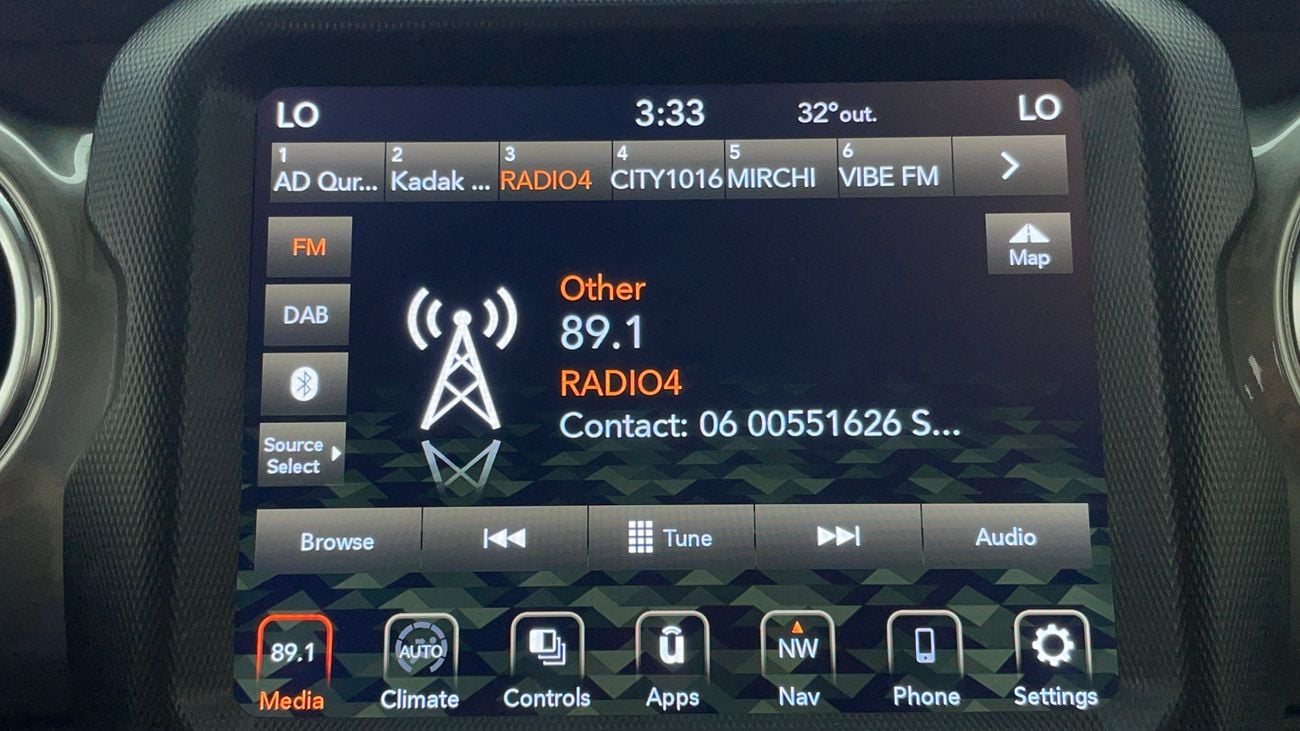 LO 3:33 32°out. LO
1 2 3 4 5 6
AD Qur... Kadak ... RADIO4 CITY1016 MIRCHI VIBE FM
FM
Map
DAB
Other
89.1
RADIO4
Contact: 06 00551626 S...
Source
Select
Browse Tune Audio
89.1 AUTO u NW
Media Climate Controls Apps Nav Phone Settings